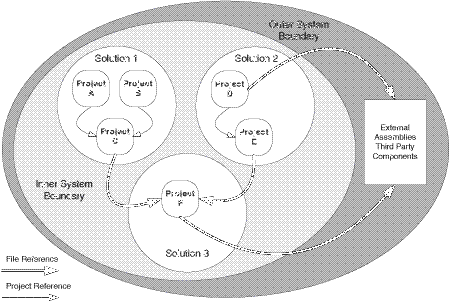 Outer System
Boundary
Solution 1
Solution 2
Project
A
Project
B
Project
D
Project
C
Project
E
External
Assemblies
Third Party
Components
Inner System
Boundary
Project
F
Solution 3
File Reference
Project Reference